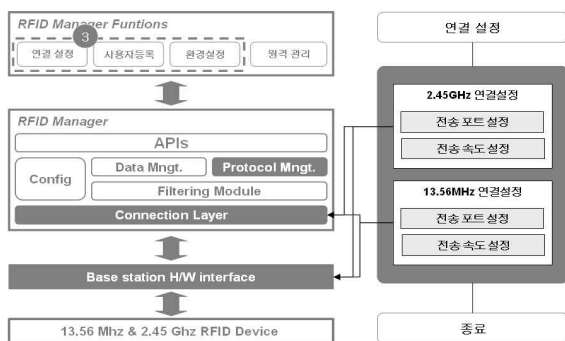 RFID Manager Funtions
3
연결 설정
사용자등록
환경설정
원격 관리
RFID Manager
APIs
Config
Data Mngt.
Protocol Mngt.
Filtering Module
Connection Layer
Base station H/W interface
13.56 Mhz & 2.45 Ghz RFID Device
연결 설정
2.45GHz 연결설정
전송 포트 설정
전송 속도 설정
13.56MHz 연결설정
전송 포트 설정
전송 속도 설정
종료